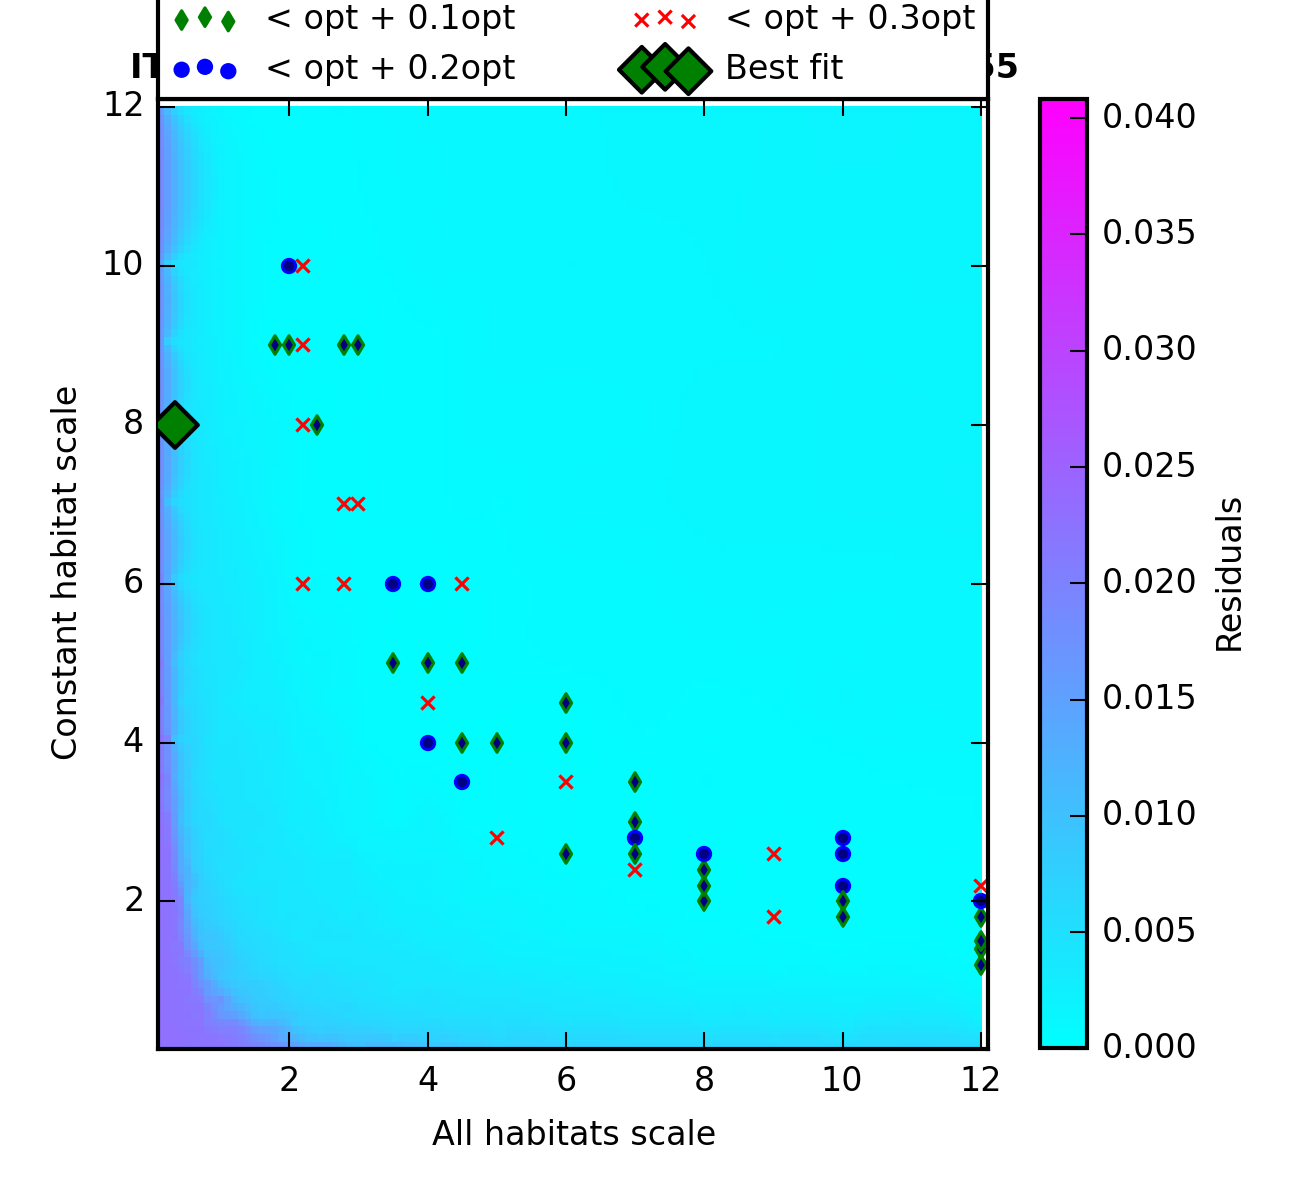 < opt + 0.1opt
< opt + 0.3opt
< opt + 0.2opt
Best fit
12
10
8
6
4
2
Constant habitat scale
2 4 6 8 10 12
All habitats scale
0.040
0.035
0.030
0.025
0.020
0.015
0.010
0.005
0.000
Residuals